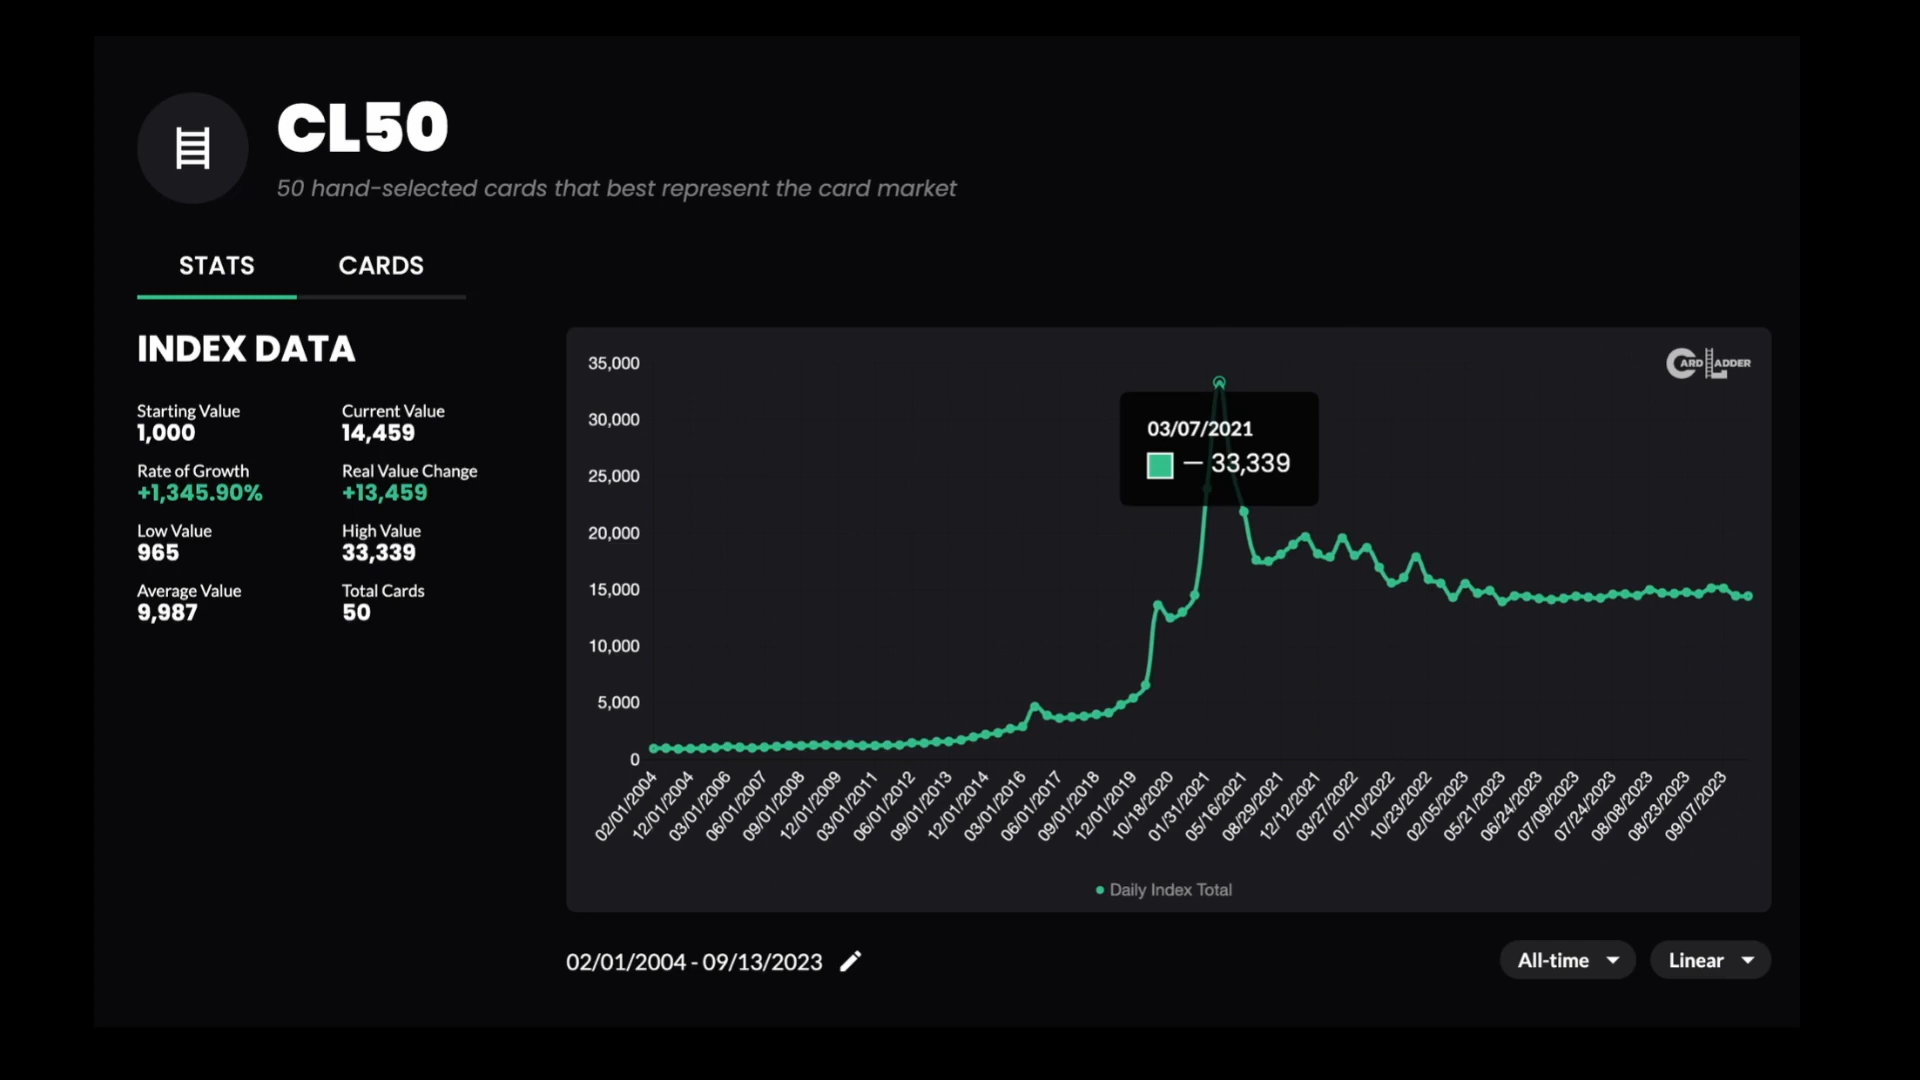 CL50
50 hand-selected cards that best represent the card market
STATS CARDS
INDEX DATA
Starting Value Current Value
1,000 14,459
Rate of Growth Real Value Change
+1,345.90% +13,459
Low Value High Value
965 33,339
Average Value Total Cards
9,987 50
CARD LADDER
35,000
30,000
25,000
20,000
15,000
10,000
5,000
0
03/07/2021
— 33,339
02/01/2004 12/01/2004 03/01/2006 06/01/2007 09/01/2008 12/01/2009 03/01/2011 06/01/2012 09/01/2013 12/01/2014 03/01/2016 06/01/2017 09/01/2018 12/01/2019 10/18/2020 01/31/2021 05/16/2021 08/29/2021 12/12/2021 03/27/2022 07/10/2022 10/23/2022 02/05/2023 05/21/2023 06/24/2023 07/09/2023 07/24/2023 08/08/2023 08/23/2023 09/07/2023
Daily Index Total
02/01/2004 - 09/13/2023 All-time Linear